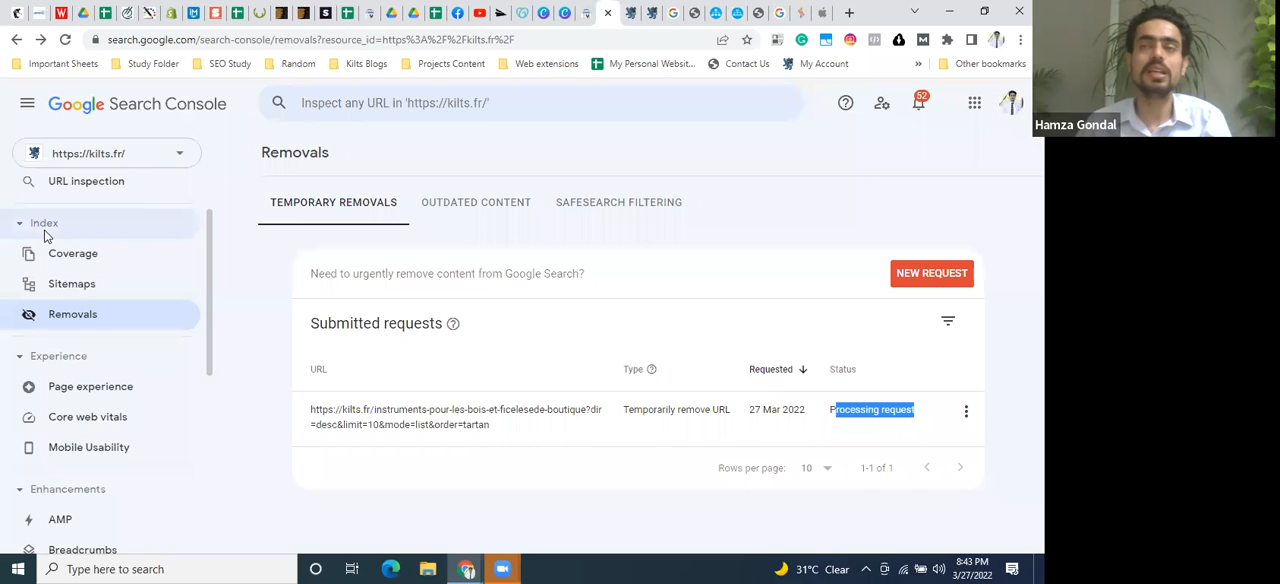 search.google.com/search-console/removals?resource_id=https%3A%2F%2Fkilts.fr%2F
Important Sheets
Study Folder
SEO Study
Random
Kilts Blogs
Projects Content
Web extensions
My Personal Websit...
Contact Us
My Account
»
Other bookmarks
Google Search Console
Inspect any URL in 'https://kilts.fr/'
52
Hamza Gondal
https://kilts.fr/
URL inspection
Index
Coverage
Sitemaps
Removals
Experience
Page experience
Core web vitals
Mobile Usability
Enhancements
AMP
Breadcrumbs
Removals
TEMPORARY REMOVALS
OUTDATED CONTENT
SAFESEARCH FILTERING
Need to urgently remove content from Google Search?
NEW REQUEST
Submitted requests
URL
Type
Requested
Status
https://kilts.fr/instruments-pour-les-bois-et-ficelesede-boutique?dir
=desc&limit=10&mode=list&order=tartan
Temporarily remove URL
27 Mar 2022
Processing request
Rows per page:
10
1-1 of 1
Type here to search
31°C Clear
8:43 PM
3/27/2022